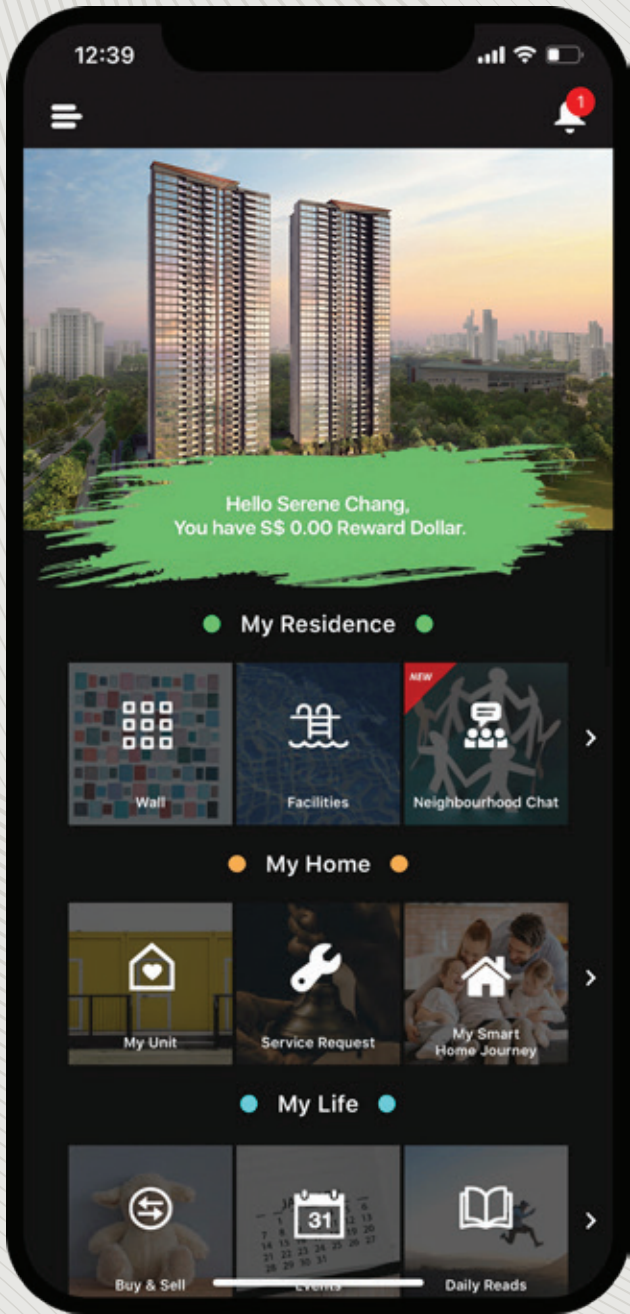 12:39
1
Hello Serene Chang,
You have S$ 0.00 Reward Dollar.
My Residence
NEW
Wall
Facilities
Neighbourhood Chat
My Home
My Unit
Service Request
My Smart
Home Journey
My Life
31
Buy & Sell
Events
Daily Reads